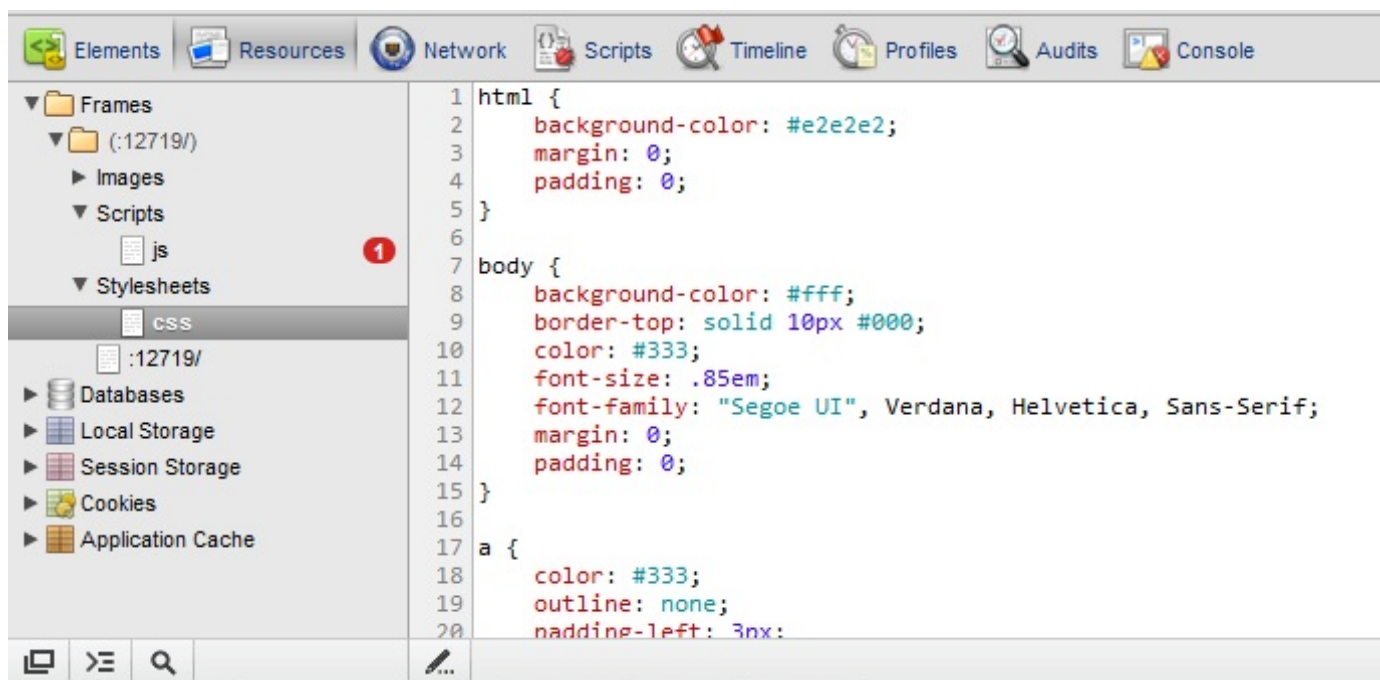 Elements Resources Network Scripts Timeline Profiles Audits Console
Frames
(:12719/)
Images
Scripts
js 1
Stylesheets
css
:12719/
Databases
Local Storage
Session Storage
Cookies
Application Cache
1 html {
2 background-color: #e2e2e2;
3 margin: 0;
4 padding: 0;
5 }
6
7 body {
8 background-color: #fff;
9 border-top: solid 10px #000;
10 color: #333;
11 font-size: .85em;
12 font-family: "Segoe UI", Verdana, Helvetica, Sans-Serif;
13 margin: 0;
14 padding: 0;
15 }
16
17 a {
18 color: #333;
19 outline: none;
20 padding-left: 3px;